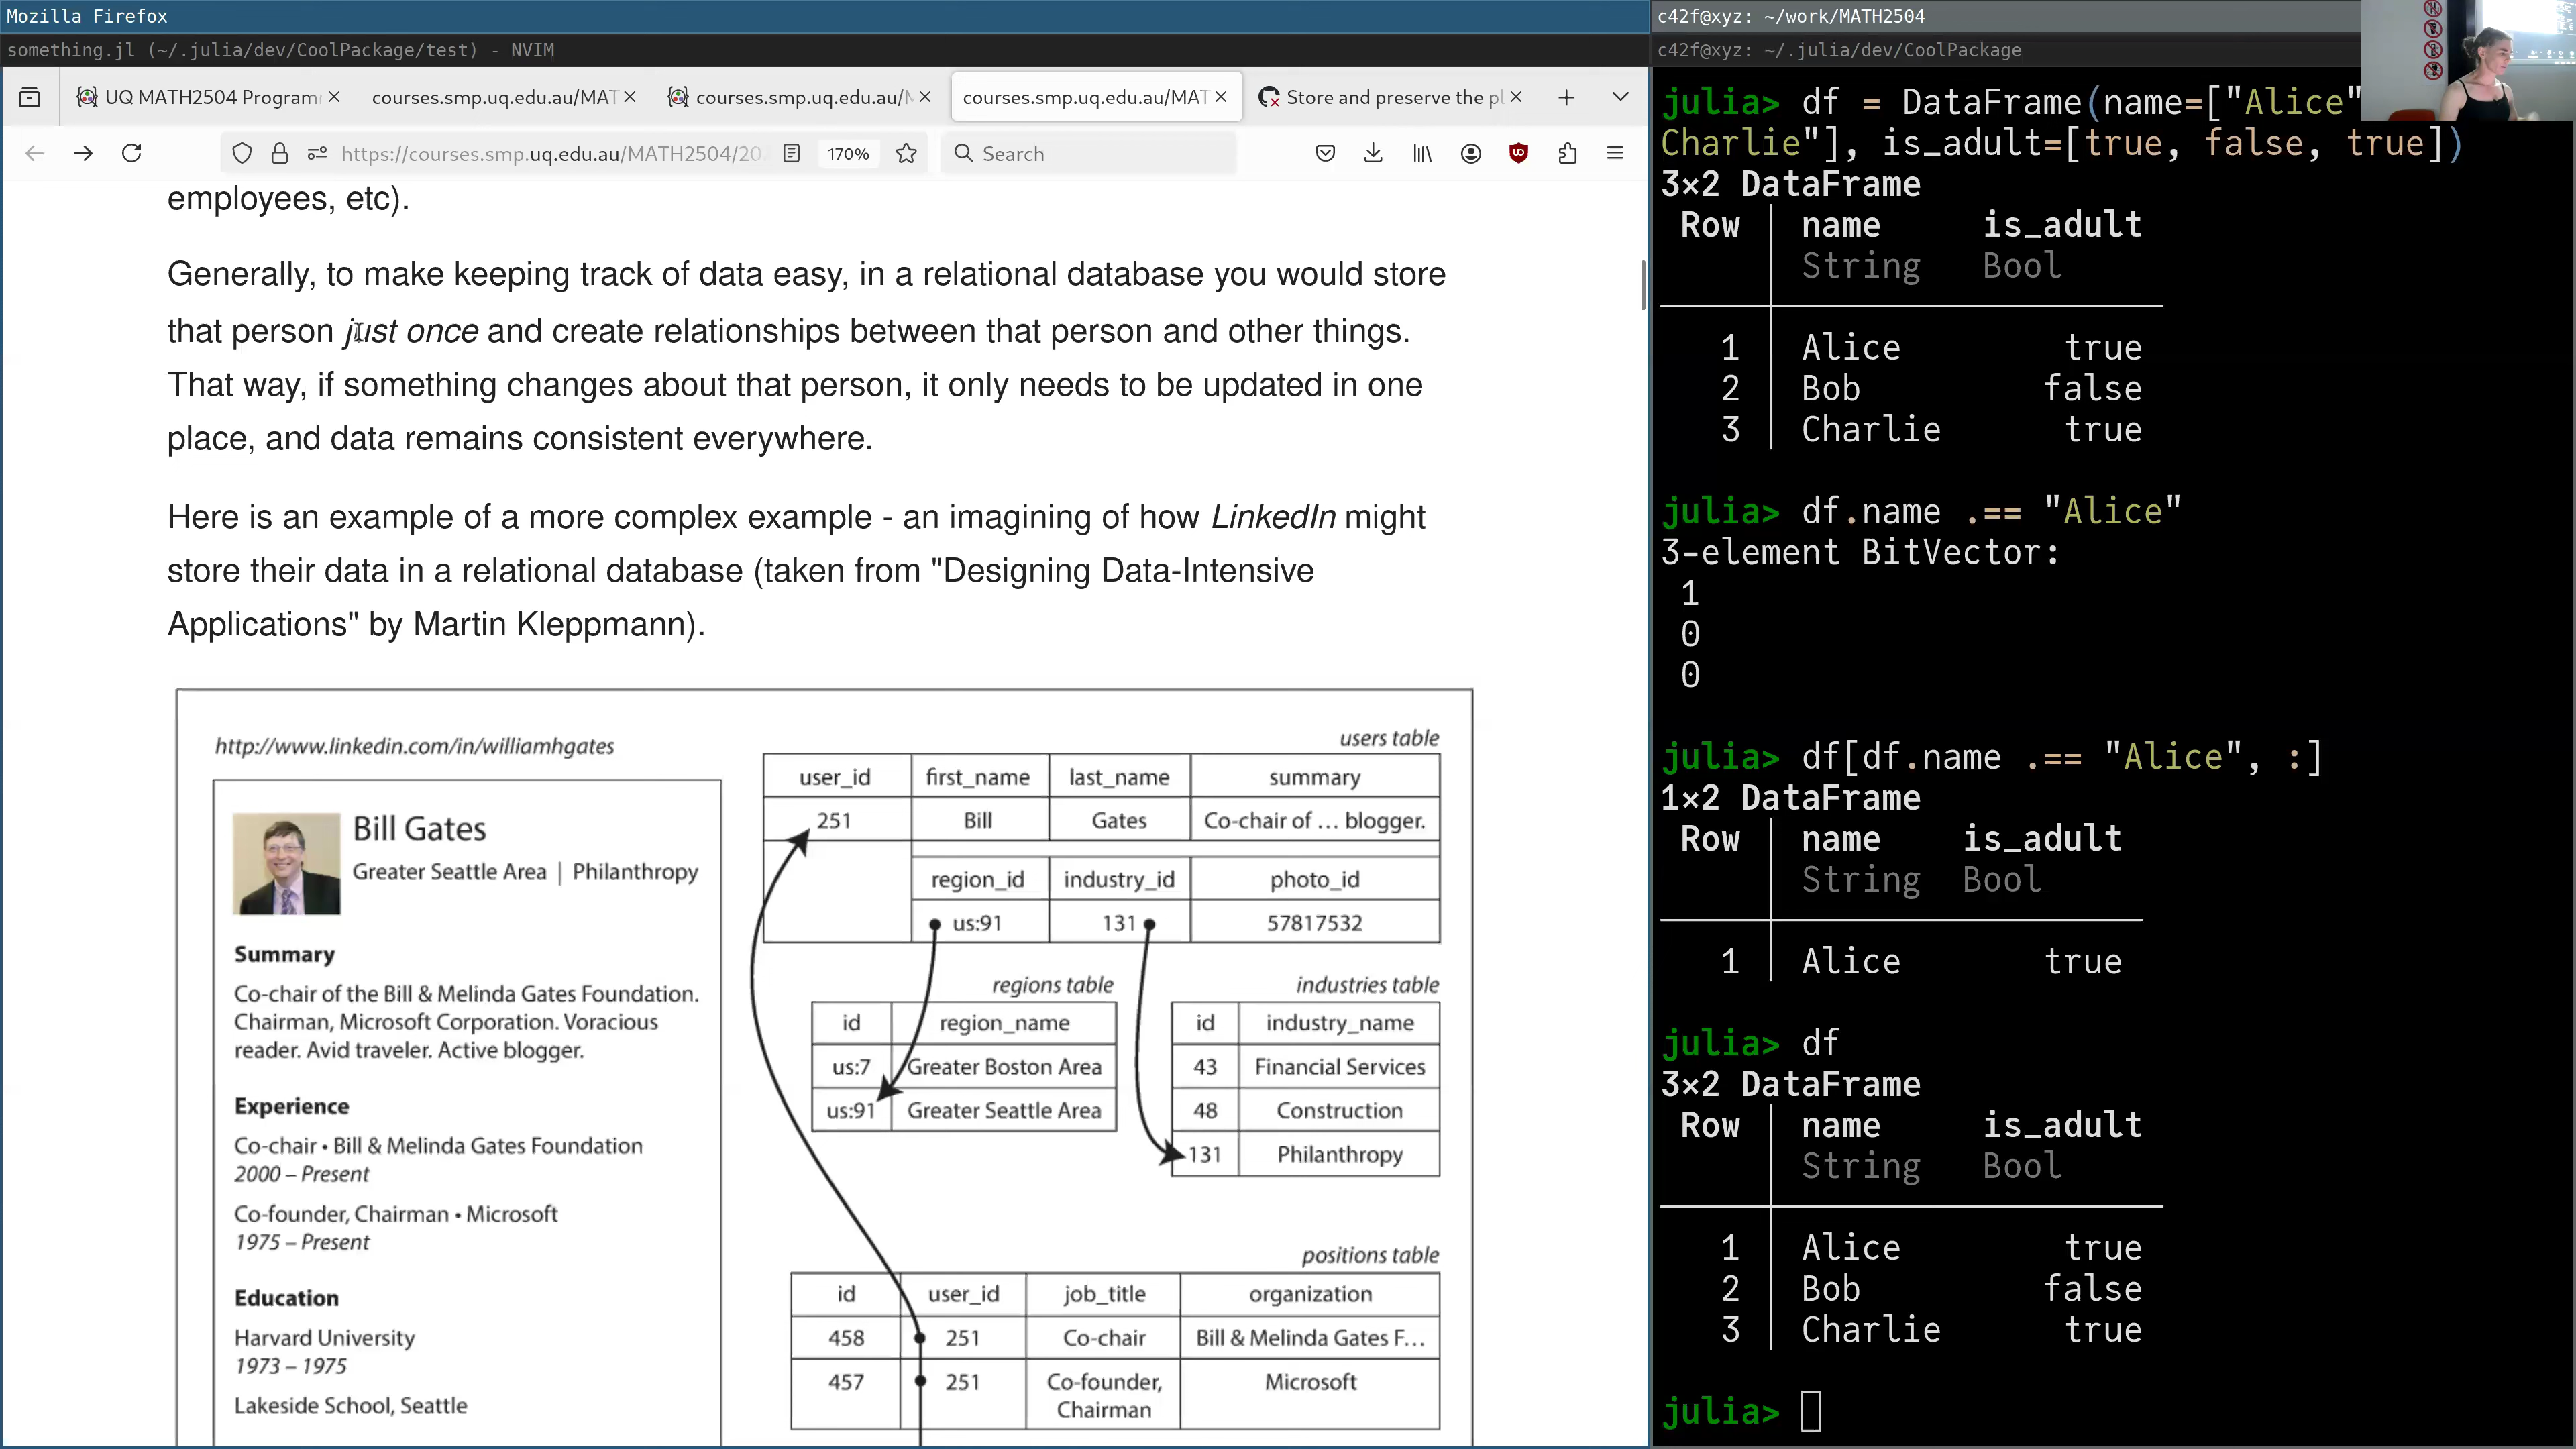 Mozilla Firefox
something.jl (~/.julia/dev/CoolPackage/test) - NVIM
UQ MATH2504 Program
courses.smp.uq.edu.au/MAT
courses.smp.uq.edu.au/M
courses.smp.uq.edu.au/MAT
Store and preserve the pl
https://courses.smp.uq.edu.au/MATH2504/20
170%
Search
employees, etc).
Generally, to make keeping track of data easy, in a relational database you would store
that person just once and create relationships between that person and other things.
That way, if something changes about that person, it only needs to be updated in one
place, and data remains consistent everywhere.
Here is an example of a more complex example - an imagining of how LinkedIn might
store their data in a relational database (taken from "Designing Data-Intensive
Applications" by Martin Kleppmann).
http://www.linkedin.com/in/williamhgates
Bill Gates
Greater Seattle Area | Philanthropy
Summary
Co-chair of the Bill & Melinda Gates Foundation.
Chairman, Microsoft Corporation. Voracious
reader. Avid traveler. Active blogger.
Experience
Co-chair • Bill & Melinda Gates Foundation
2000 – Present
Co-founder, Chairman • Microsoft
1975 – Present
Education
Harvard University
1973 – 1975
Lakeside School, Seattle
users table
user_id first_name last_name summary
251 Bill Gates Co-chair of … blogger.
region_id industry_id photo_id
us:91 131 57817532
regions table
id region_name
us:7 Greater Boston Area
us:91 Greater Seattle Area
industries table
id industry_name
43 Financial Services
48 Construction
131 Philanthropy
positions table
id user_id job_title organization
458 251 Co-chair Bill & Melinda Gates F…
457 251 Co-founder, Microsoft
Chairman
c42f@xyz: ~/work/MATH2504
c42f@xyz: ~/.julia/dev/CoolPackage
julia> df = DataFrame(name=["Alice"
Charlie"], is_adult=[true, false, true])
3×2 DataFrame
Row name is_adult
String Bool
1 Alice true
2 Bob false
3 Charlie true
julia> df.name .== "Alice"
3-element BitVector:
1
0
0
julia> df[df.name .== "Alice", :]
1×2 DataFrame
Row name is_adult
String Bool
1 Alice true
julia> df
3×2 DataFrame
Row name is_adult
String Bool
1 Alice true
2 Bob false
3 Charlie true
julia>